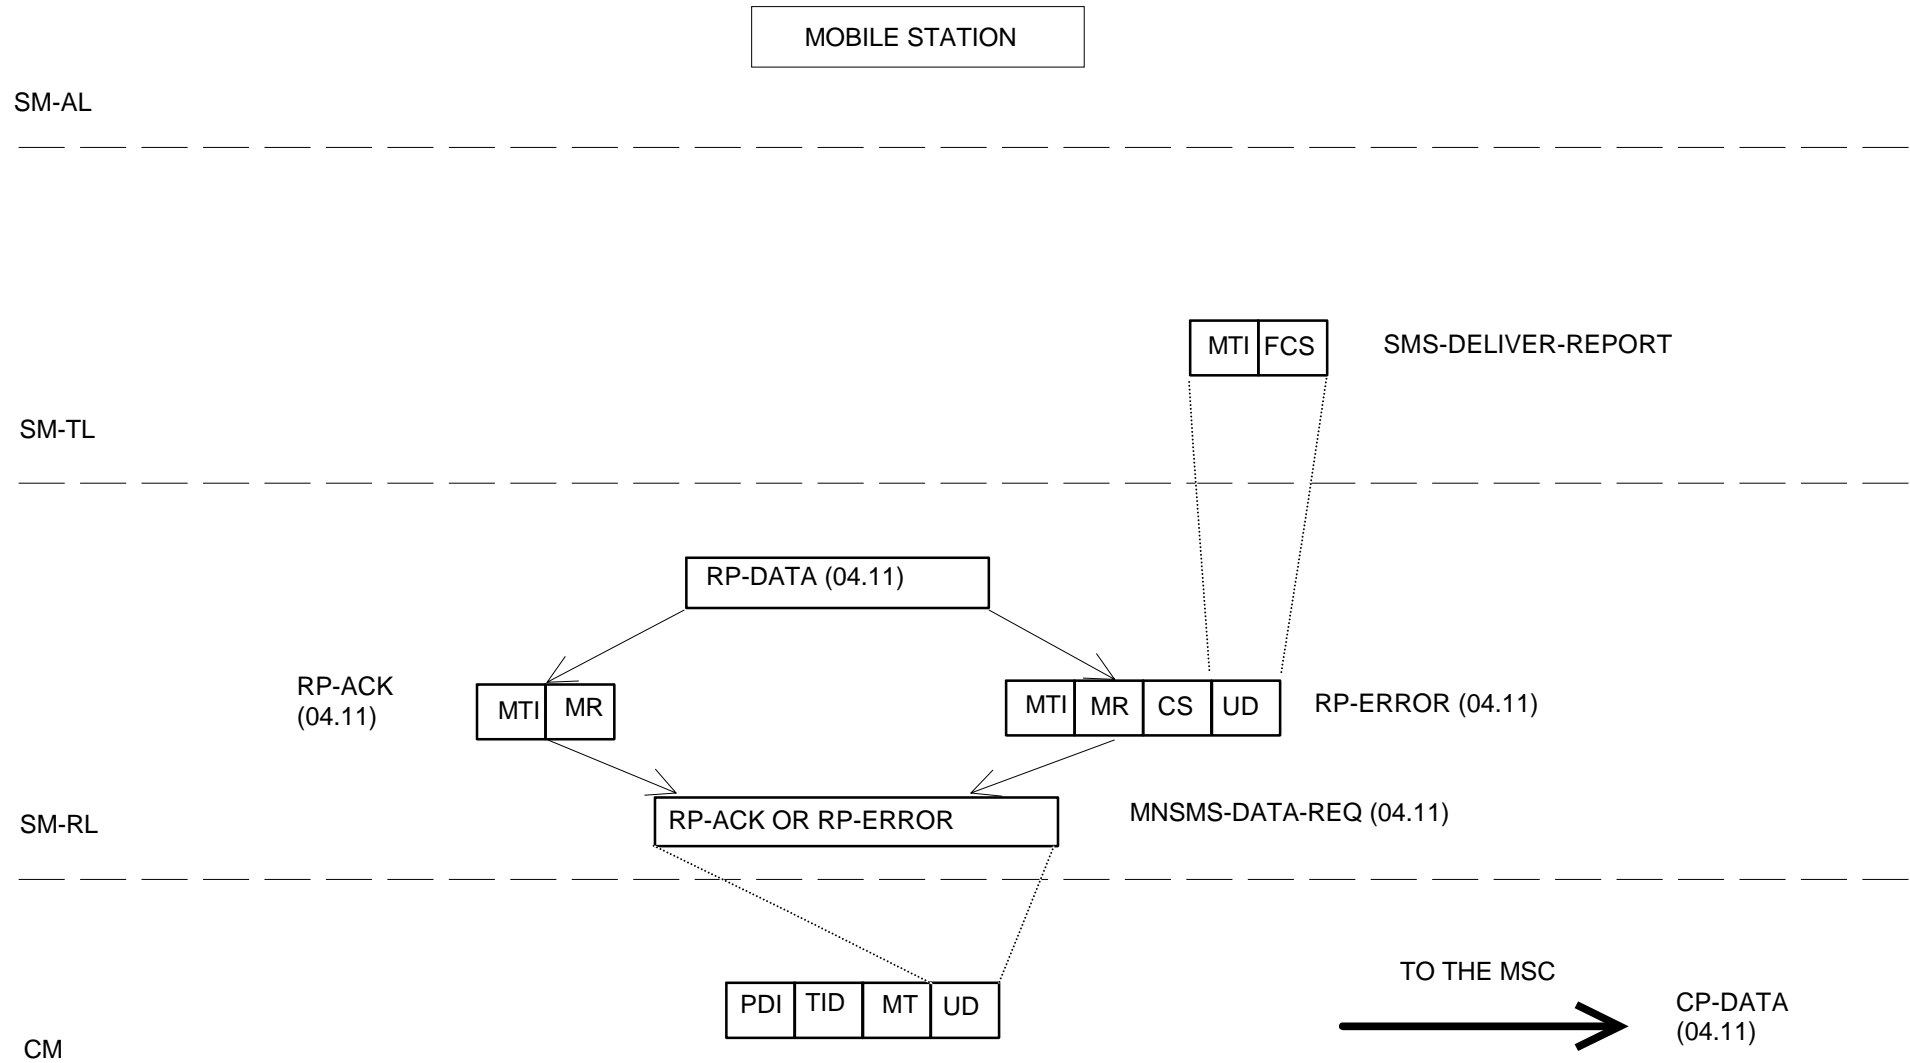 MOBILE STATION
SM-AL
MTI FCS SMS-DELIVER-REPORT
SM-TL
RP-DATA (04.11)
RP-ACK
(04.11)
MTI MR
MTI MR CS UD RP-ERROR (04.11)
RP-ACK OR RP-ERROR
MNSMS-DATA-REQ (04.11)
SM-RL
TO THE MSC
PDI TID MT UD
CP-DATA
(04.11)
CM